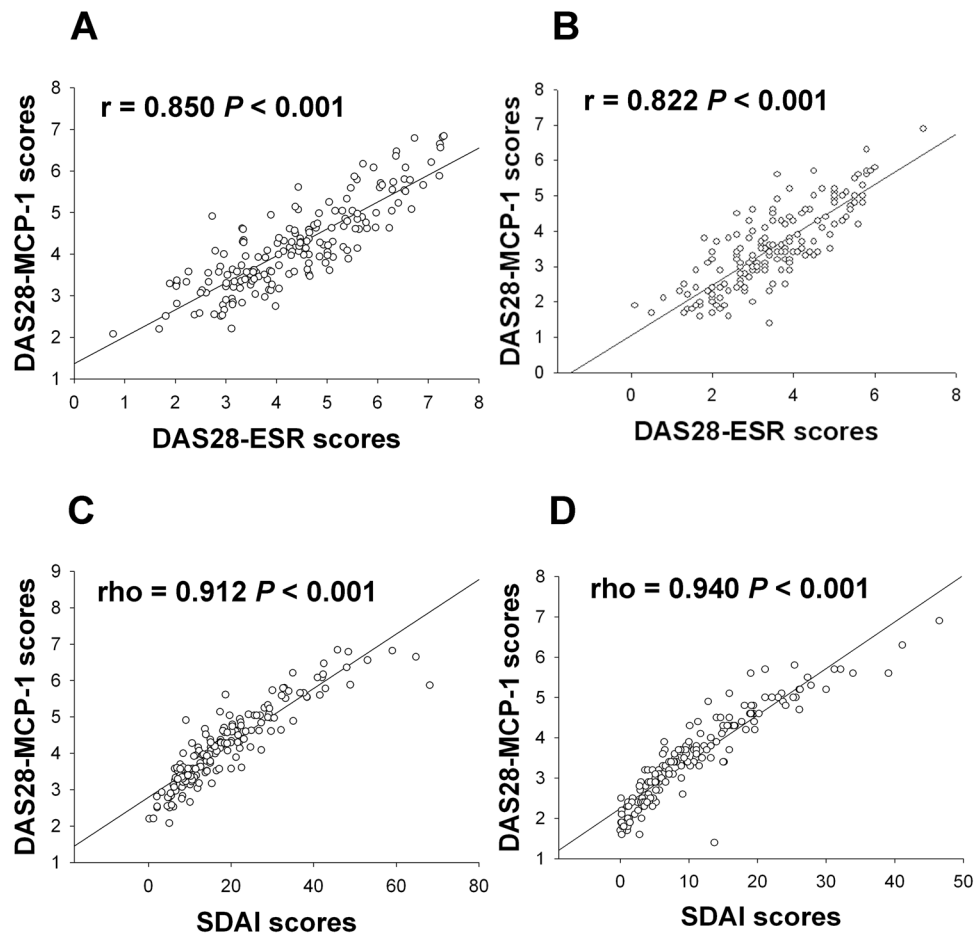 A
r = 0.850 P < 0.001
DAS28-MCP-1 scores
8
7
6
5
4
3
2
1
0 1 2 3 4 5 6 7 8
DAS28-ESR scores
B
r = 0.822 P < 0.001
DAS28-MCP-1 scores
8
7
6
5
4
3
2
1
0
0 2 4 6 8
DAS28-ESR scores
C
rho = 0.912 P < 0.001
DAS28-MCP-1 scores
9
8
7
6
5
4
3
2
1
0 20 40 60 80
SDAI scores
D
rho = 0.940 P < 0.001
DAS28-MCP-1 scores
8
7
6
5
4
3
2
1
0 10 20 30 40 50
SDAI scores